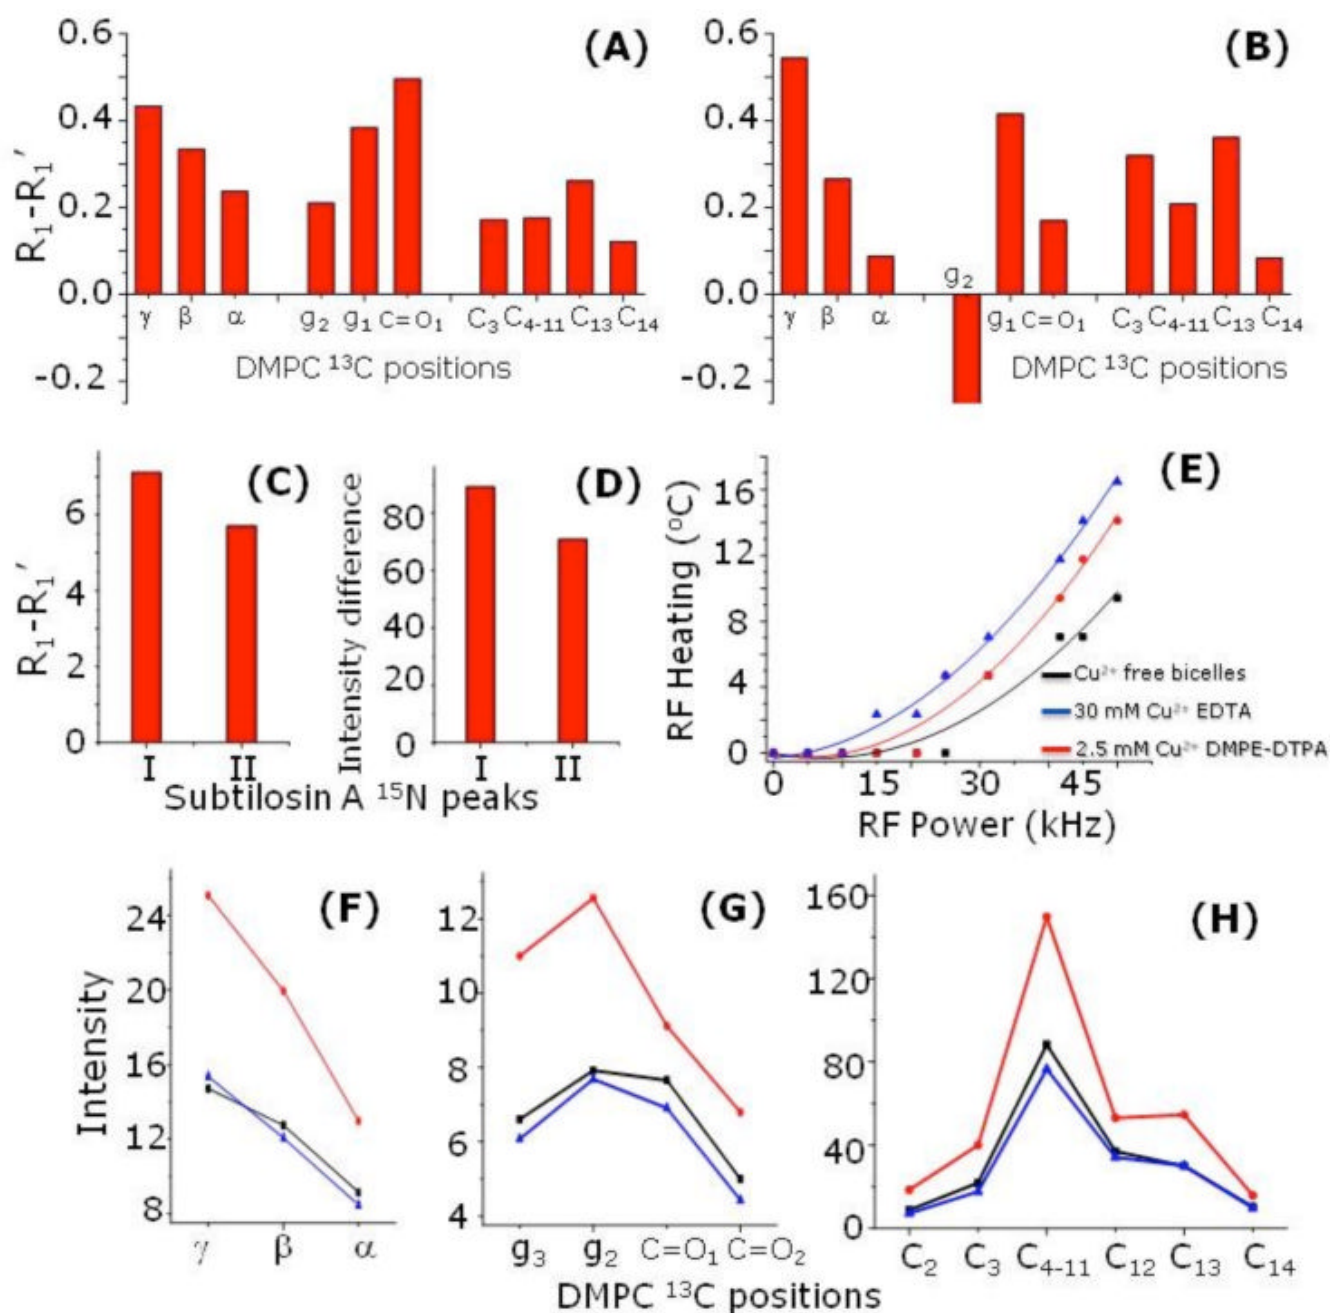 (A)
0.6
0.4
0.2
0.0
-0.2
R₁-R₁′
γ β α g₂ g₁ C=O₁ C₃ C₄₋₁₁ C₁₃ C₁₄
DMPC ¹³C positions
(B)
0.6
0.4
0.2
0.0
-0.2
g₂
γ β α g₁ C=O₁ C₃ C₄₋₁₁ C₁₃ C₁₄
DMPC ¹³C positions
(C)
R₁-R₁′
6
4
2
0
I II
(D)
Intensity difference
80
60
40
20
0
I II
Subtilosin A ¹⁵N peaks
(E)
RF Heating (°C)
16
12
8
4
0
Cu²⁺ free bicelles
30 mM Cu²⁺ EDTA
2.5 mM Cu²⁺ DMPE-DTPA
0 15 30 45
RF Power (kHz)
(F)
Intensity
24
20
16
12
8
γ β α
(G)
12
10
8
6
4
g₃ g₂ C=O₁ C=O₂
(H)
160
120
80
40
0
C₂ C₃ C₄₋₁₁ C₁₂ C₁₃ C₁₄
DMPC ¹³C positions